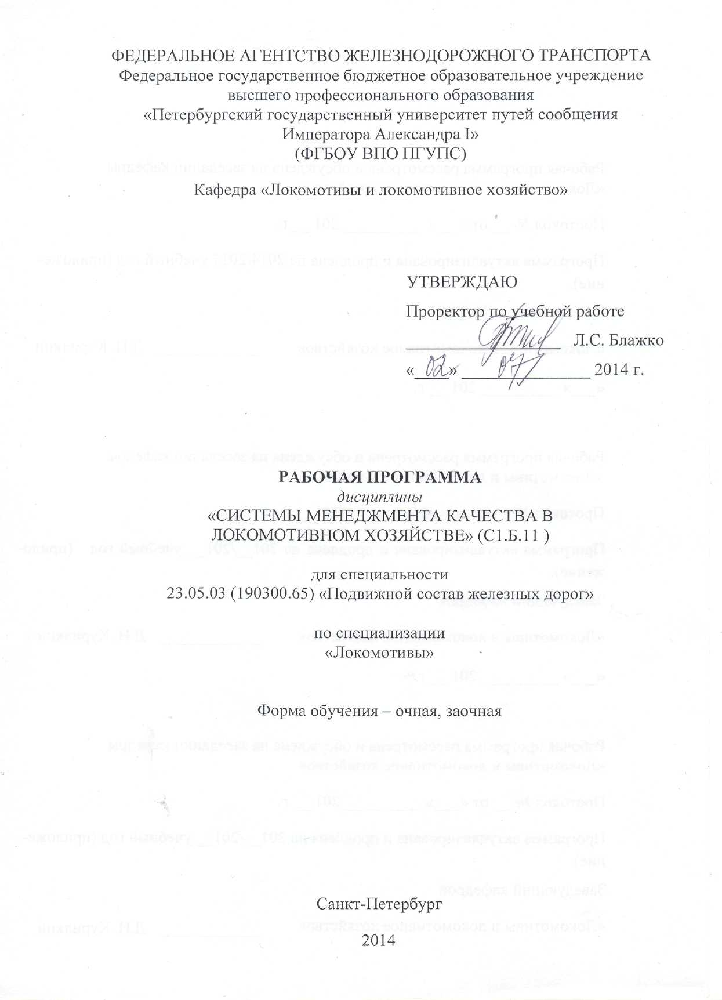 ФЕДЕРАЛЬНОЕ АГЕНТСТВО ЖЕЛЕЗНОДОРОЖНОГО ТРАНСПОРТА
Федеральное государственное бюджетное образовательное учреждение
высшего профессионального образования
«Петербургский государственный университет путей сообщения
Императора Александра I»
(ФГБОУ ВПО ПГУПС)
Кафедра «Локомотивы и локомотивное хозяйство»
УТВЕРЖДАЮ
Проректор по учебной работе
Л.С. Блажко
«02» 07 2014 г.
РАБОЧАЯ ПРОГРАММА
дисциплины
«СИСТЕМЫ МЕНЕДЖМЕНТА КАЧЕСТВА В
ЛОКОМОТИВНОМ ХОЗЯЙСТВЕ» (С1.Б.11 )
для специальности
23.05.03 (190300.65) «Подвижной состав железных дорог»
по специализации
«Локомотивы»
Форма обучения – очная, заочная
Санкт-Петербург
2014